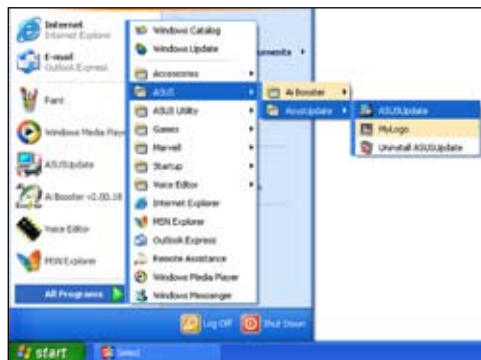 Internet
Internet Explorer
E-mail
Outlook Express
Paint
Windows Media Player
ASUSUpdate
Ai Booster v2.00.18
Voice Editor
MSN Explorer
All Programs
Windows Catalog
Windows Update
Accessories
ASUS
ASUS Utility
Games
Marvell
Startup
Voice Editor
Internet Explorer
MSN Explorer
Outlook Express
Remote Assistance
Windows Media Player
Windows Messenger
Ai Booster
AsusUpdate
ASUSUpdate
MyLogo
Uninstall ASUSUpdate
Log Off
Shut Down
start